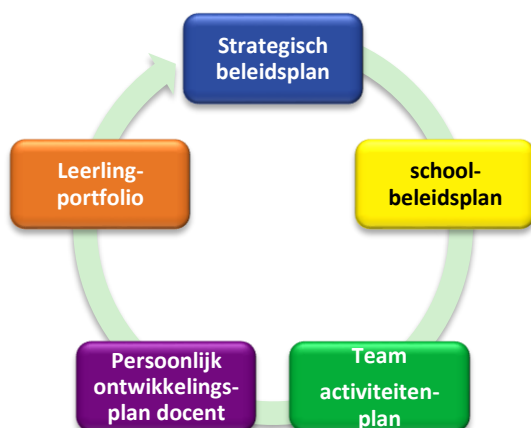 Strategisch
beleidsplan
school-
beleidsplan
Team
activiteiten-
plan
Persoonlijk
ontwikkelings-
plan docent
Leerling-
portfolio